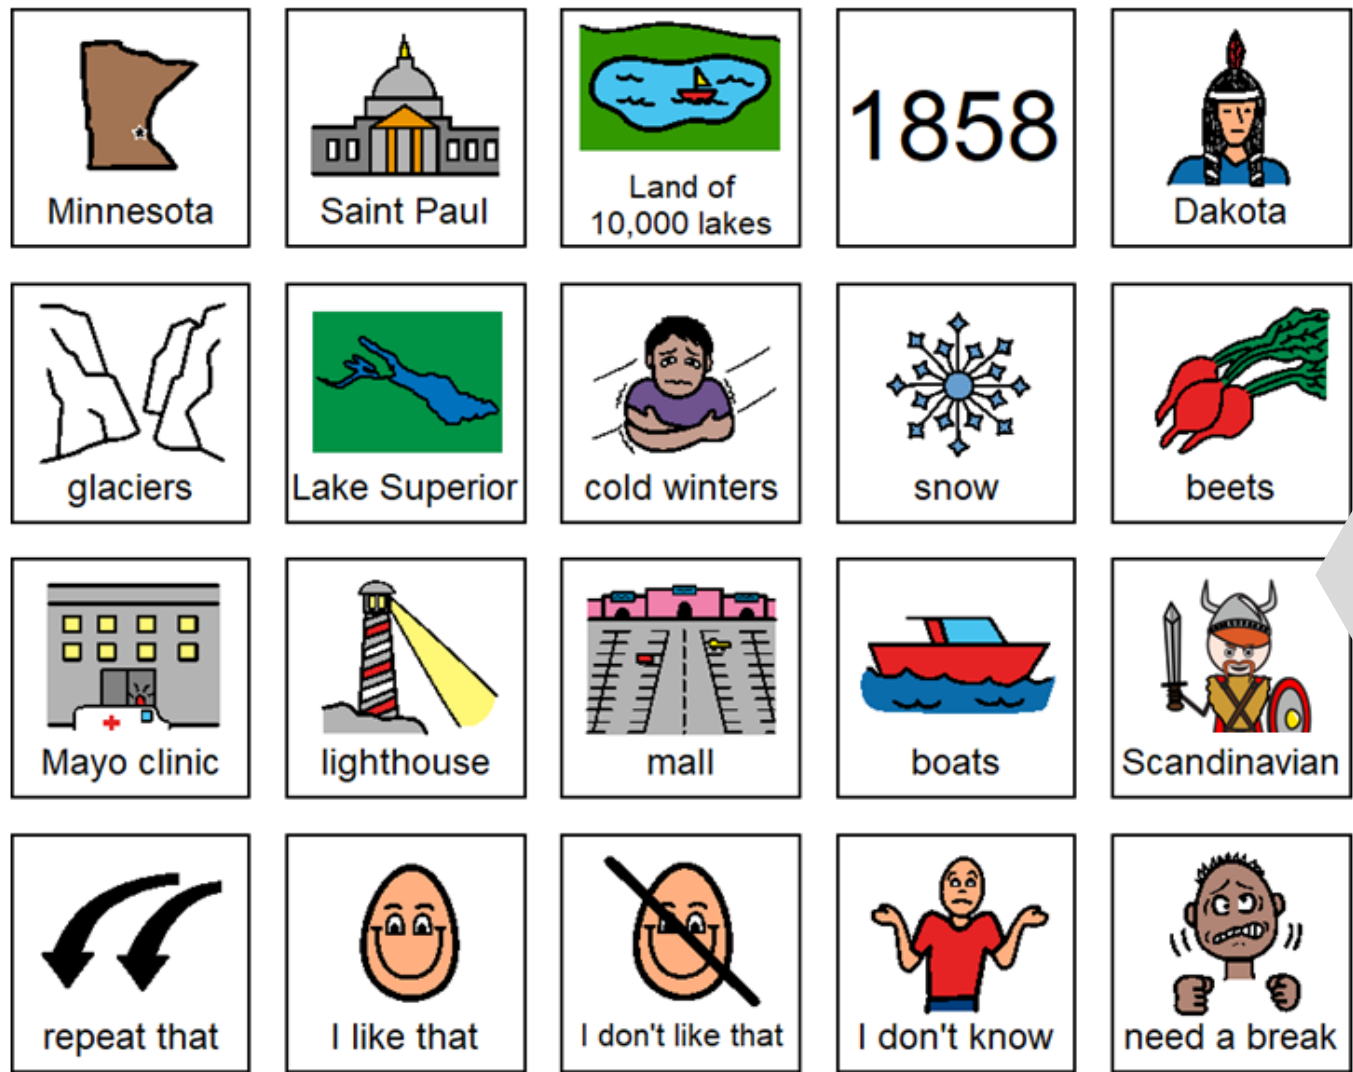 Minnesota
Saint Paul
Land of
10,000 lakes
1858
Dakota
glaciers
Lake Superior
cold winters
snow
beets
Mayo clinic
lighthouse
mall
boats
Scandinavian
repeat that
I like that
I don't like that
I don't know
need a break